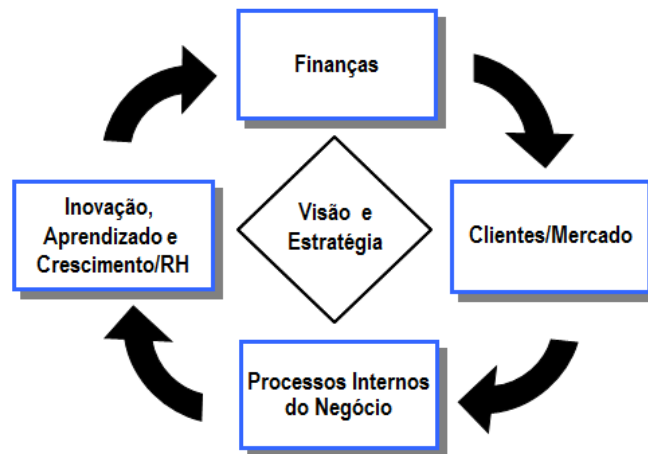 Finanças
Inovação,
Aprendizado e
Crescimento/RH
Visão e
Estratégia
Clientes/Mercado
Processos Internos
do Negócio